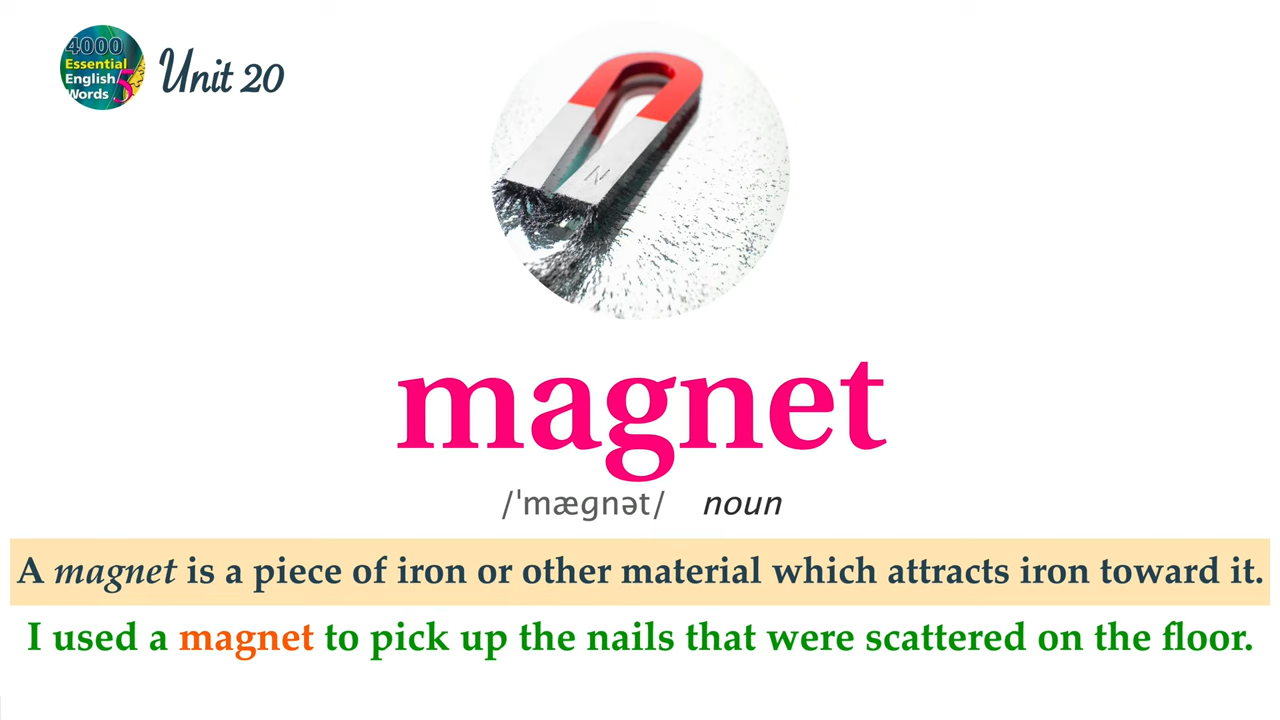 4000
Essential
English
Words 5
Unit 20
N
magnet
/ˈmægnət/ noun
A magnet is a piece of iron or other material which attracts iron toward it.
I used a magnet to pick up the nails that were scattered on the floor.